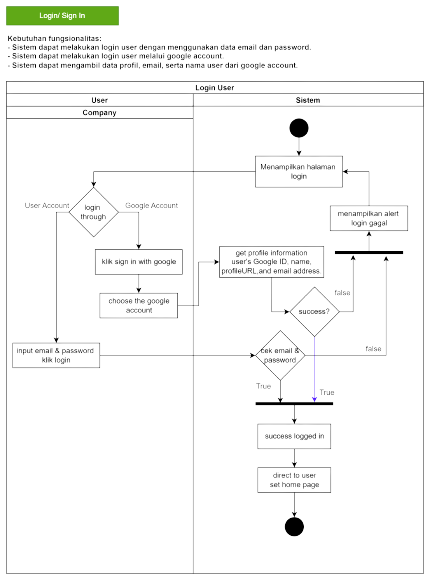 Login/ Sign In
Kebutuhan fungsionalitas:
- Sistem dapat melakukan login user dengan menggunakan data email dan password.
- Sistem dapat melakukan login user melalui google account.
- Sistem dapat mengambil data profil, email, serta nama user dari google account.
Login User
User
Sistem
Company
Menampilkan halaman
login
User Account
Google Account
login
through
menampilkan alert
login gagal
klik sign in with google
get profile information
user's Google ID, name,
profileURL,and email address.
false
choose the google
account
success?
input email & password
klik login
cek email &
password
false
True
True
success logged in
direct to user
set home page